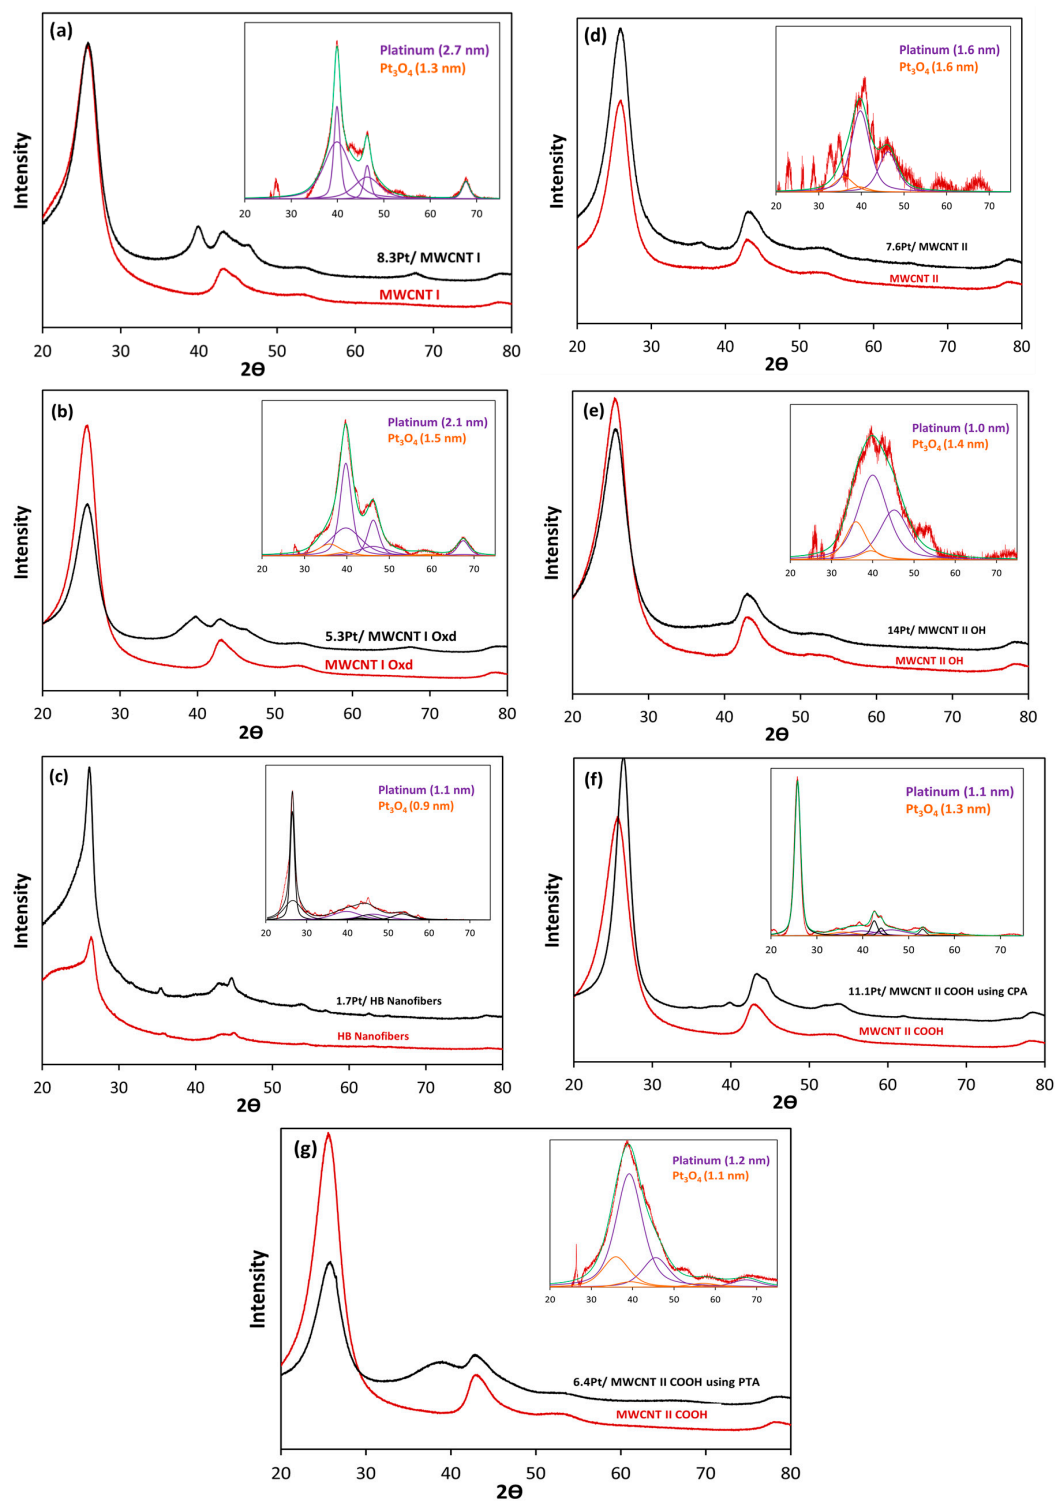 (a)
Platinum (2.7 nm)
Pt3O4 (1.3 nm)
20 30 40 50 60 70
8.3Pt/ MWCNT I
MWCNT I
Intensity
20 30 40 50 60 70 80
2Ɵ
(d)
Platinum (1.6 nm)
Pt3O4 (1.6 nm)
20 30 40 50 60 70
7.6Pt/ MWCNT II
MWCNT II
Intensity
20 30 40 50 60 70 80
2Ɵ
(b)
Platinum (2.1 nm)
Pt3O4 (1.5 nm)
20 30 40 50 60 70
5.3Pt/ MWCNT I Oxd
MWCNT I Oxd
Intensity
20 30 40 50 60 70 80
2Ɵ
(e)
Platinum (1.0 nm)
Pt3O4 (1.4 nm)
20 30 40 50 60 70
14Pt/ MWCNT II OH
MWCNT II OH
Intensity
20 30 40 50 60 70 80
2Ɵ
(c)
Platinum (1.1 nm)
Pt3O4 (0.9 nm)
20 30 40 50 60 70
1.7Pt/ HB Nanofibers
HB Nanofibers
Intensity
20 30 40 50 60 70 80
2Ɵ
(f)
Platinum (1.1 nm)
Pt3O4 (1.3 nm)
20 30 40 50 60 70
11.1Pt/ MWCNT II COOH using CPA
MWCNT II COOH
Intensity
20 30 40 50 60 70 80
2Ɵ
(g)
Platinum (1.2 nm)
Pt3O4 (1.1 nm)
20 30 40 50 60 70
6.4Pt/ MWCNT II COOH using PTA
MWCNT II COOH
Intensity
20 30 40 50 60 70 80
2Ɵ